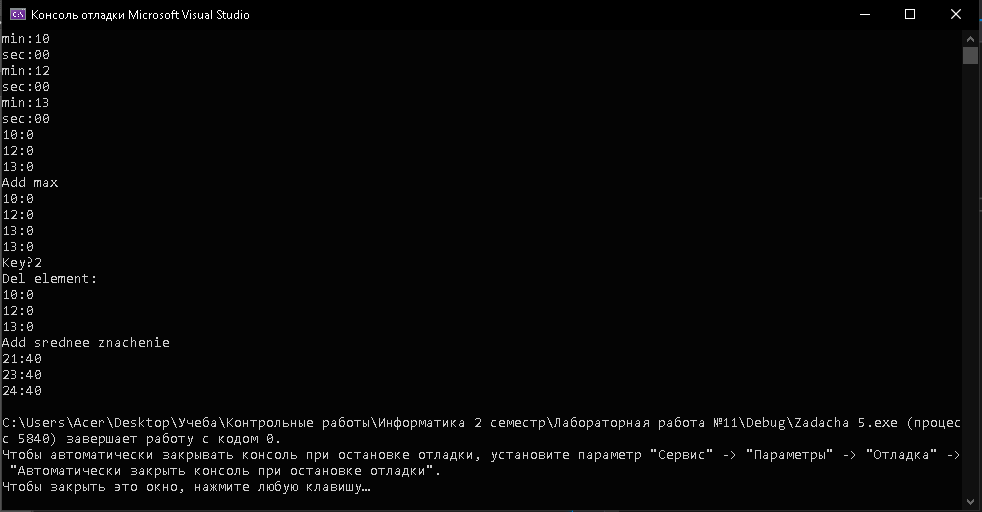 Консоль отладки Microsoft Visual Studio
min:10
sec:00
min:12
sec:00
min:13
sec:00
10:0
12:0
13:0
Add max
10:0
12:0
13:0
13:0
Key?2
Del element:
10:0
12:0
13:0
Add srednee znachenie
21:40
23:40
24:40
C:\Users\Acer\Desktop\Учеба\Контрольные работы\Информатика 2 семестр\Лабораторная работа №11\Debug\Zadacha 5.exe (процес
с 5840) завершает работу с кодом 0.
Чтобы автоматически закрывать консоль при остановке отладки, установите параметр "Сервис" -> "Параметры" -> "Отладка" ->
"Автоматически закрыть консоль при остановке отладки".
Чтобы закрыть это окно, нажмите любую клавишу…